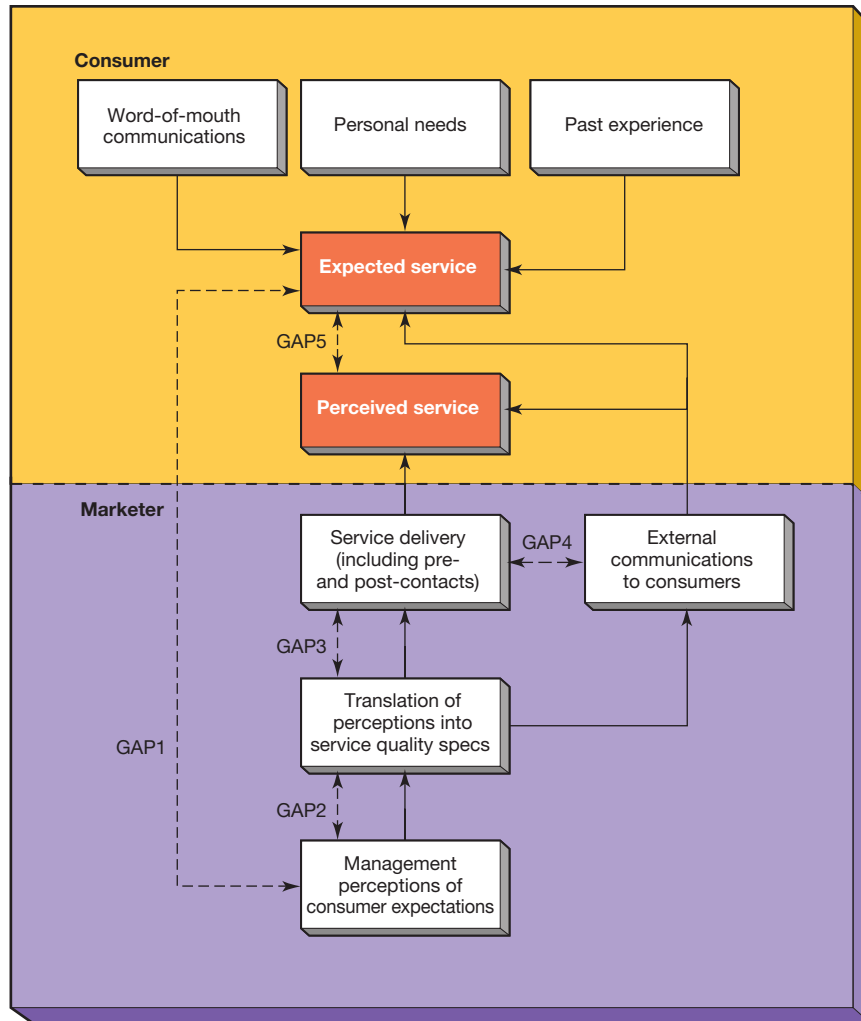 Consumer
Word-of-mouth
communications
Personal needs
Past experience
Expected service
GAP5
Perceived service
Marketer
Service delivery
(including pre-
and post-contacts)
GAP4
External
communications
to consumers
GAP3
Translation of
perceptions into
service quality specs
GAP1
GAP2
Management
perceptions of
consumer expectations